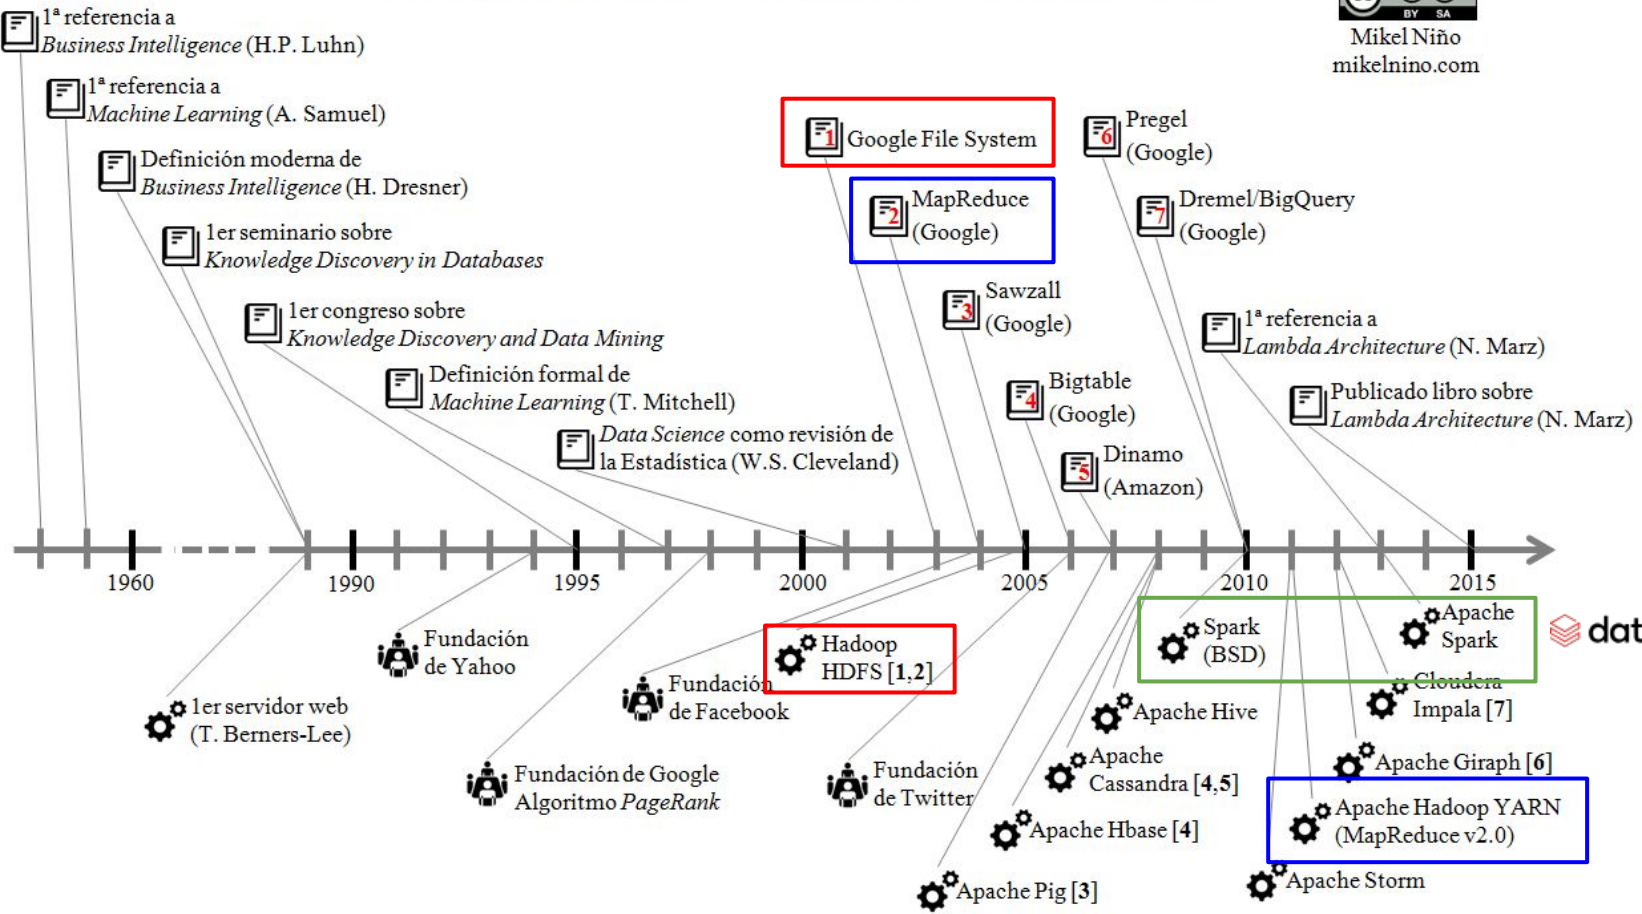 1ª referencia a
Business Intelligence (H.P. Luhn)
BY SA
Mikel Niño
mikelnino.com
1ª referencia a
Machine Learning (A. Samuel)
Definición moderna de
Business Intelligence (H. Dresner)
1er seminario sobre
Knowledge Discovery in Databases
1er congreso sobre
Knowledge Discovery and Data Mining
Definición formal de
Machine Learning (T. Mitchell)
Data Science como revisión de
la Estadística (W.S. Cleveland)
1 Google File System
2 MapReduce
(Google)
3 Sawzall
(Google)
4 Bigtable
(Google)
5 Dinamo
(Amazon)
6 Pregel
(Google)
7 Dremel/BigQuery
(Google)
1ª referencia a
Lambda Architecture (N. Marz)
Publicado libro sobre
Lambda Architecture (N. Marz)
1960 1990 1995 2000 2005 2010 2015
1er servidor web
(T. Berners-Lee)
Fundación
de Yahoo
Fundación de Google
Algoritmo PageRank
Fundación
de Facebook
Hadoop
HDFS [1,2]
Fundación
de Twitter
Apache Pig [3]
Apache Hbase [4]
Apache
Cassandra [4,5]
Apache Hive
Spark
(BSD)
Apache
Spark
dat
Cloudera
Impala [7]
Apache Giraph [6]
Apache Hadoop YARN
(MapReduce v2.0)
Apache Storm